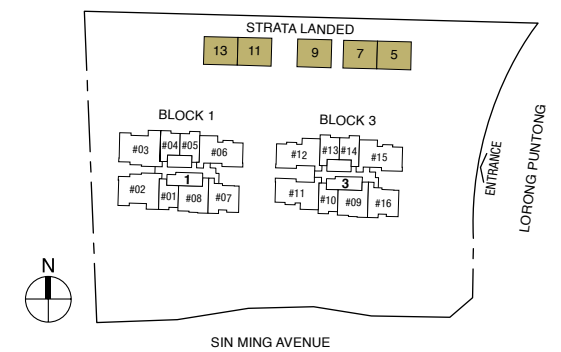 STRATA LANDED
13 11 9 7 5
BLOCK 1
#03 #04 #05 #06
1
#02 #01 #08 #07
BLOCK 3
#12 #13 #14 #15
3
#11 #10 #09 #16
ENTRANCE
LORONG PUNTONG
N
SIN MING AVENUE